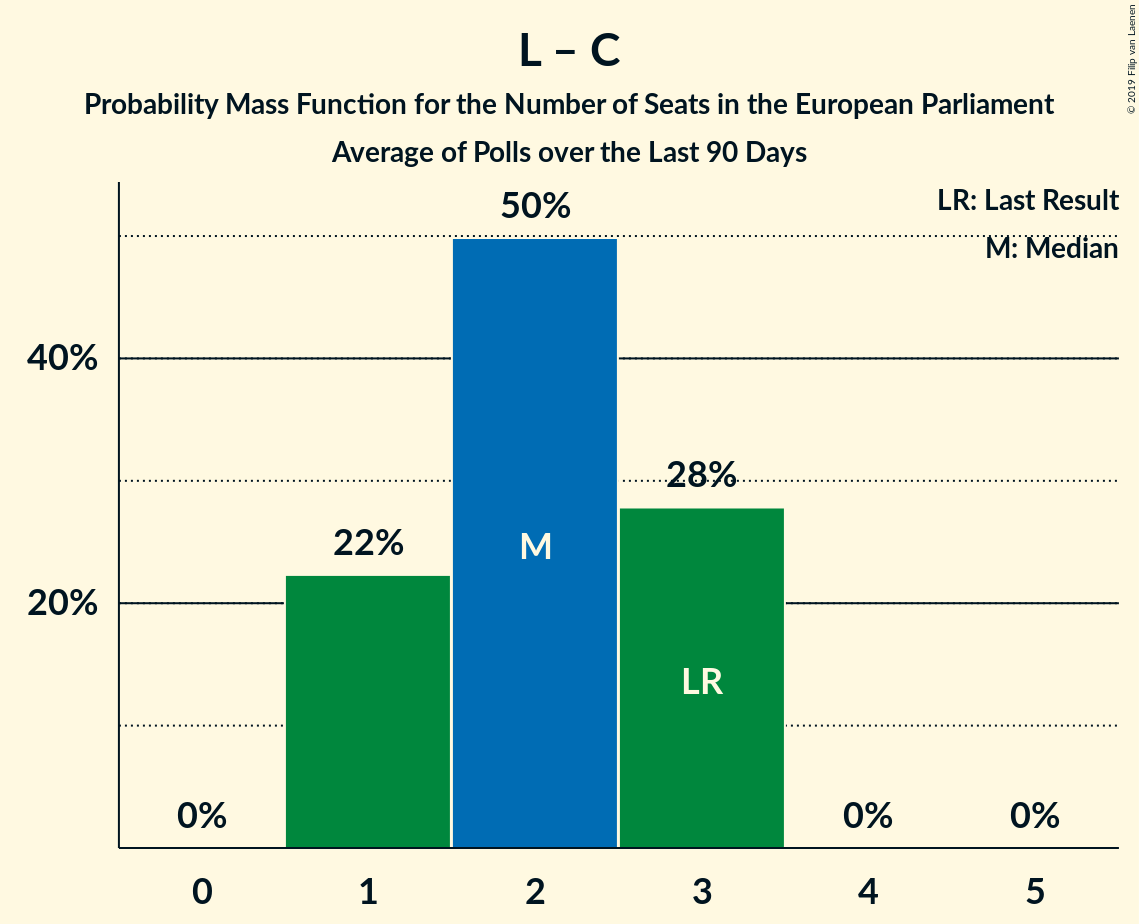 © 2019 Filip van Laenen
L – C
Probability Mass Function for the Number of Seats in the European Parliament
Average of Polls over the Last 90 Days
LR: Last Result
M: Median
50%
40%
28%
22%
20%
M
LR
0%
0%
0%
0
1
2
3
4
5